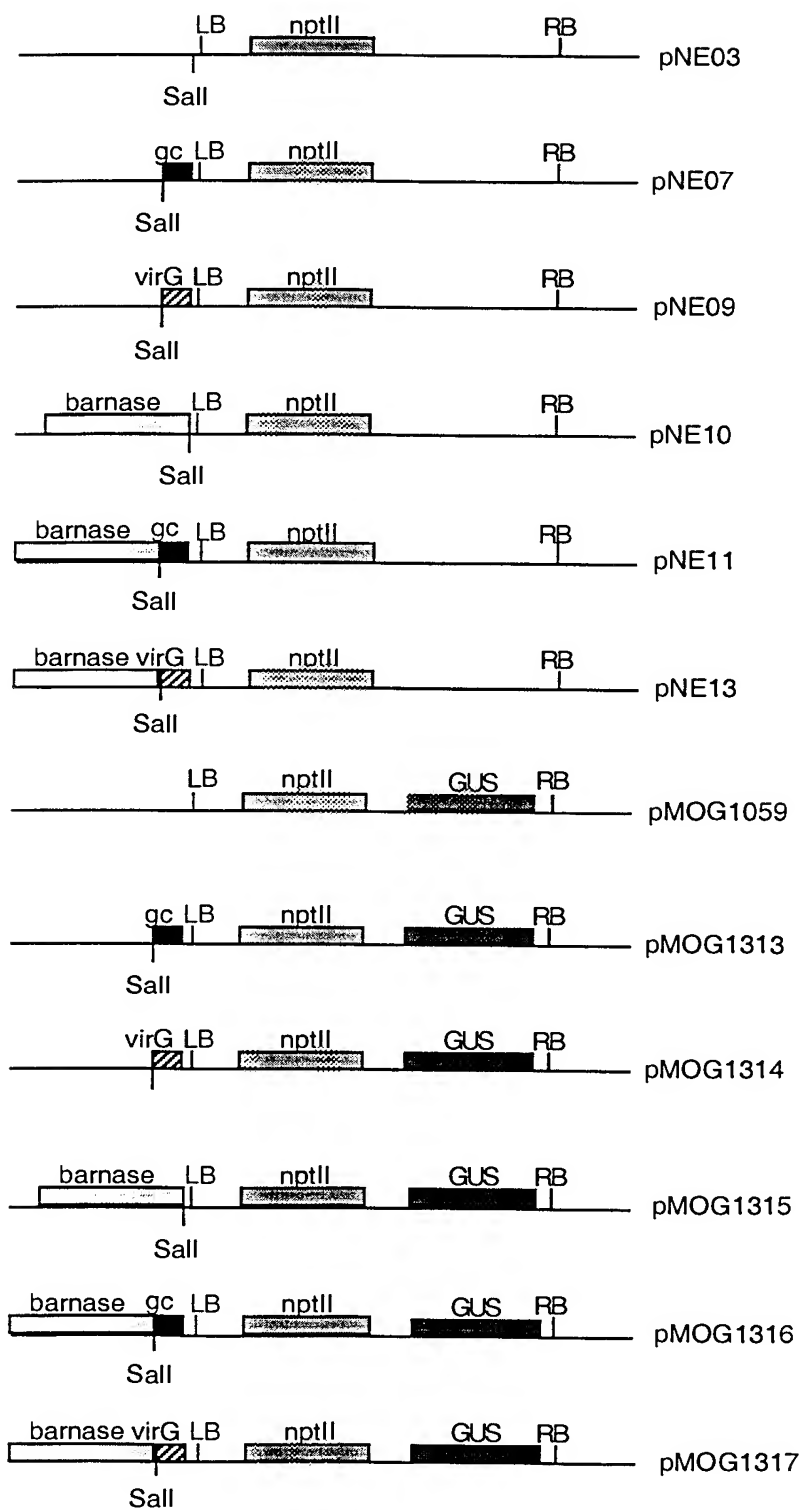 LB nptII RB
pNE03
SalI
gc LB nptII RB
pNE07
SalI
virG LB nptII RB
pNE09
SalI
barnase LB nptII RB
pNE10
SalI
barnase gc LB nptII RB
pNE11
SalI
barnase virG LB nptII RB
pNE13
SalI
LB nptII GUS RB
pMOG1059
gc LB nptII GUS RB
pMOG1313
SalI
virG LB nptII GUS RB
pMOG1314
barnase LB nptII GUS RB
pMOG1315
SalI
barnase gc LB nptII GUS RB
pMOG1316
SalI
barnase virG LB nptII GUS RB
pMOG1317
SalI